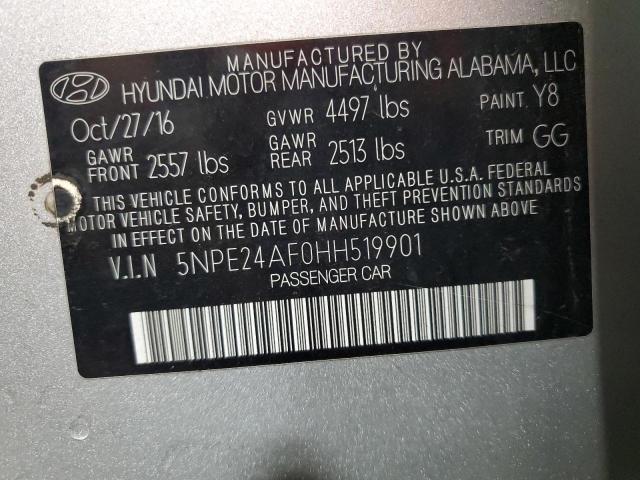 MANUFACTURED BY
HYUNDAI MOTOR MANUFACTURING ALABAMA, LLC
Oct/27/16 GVWR 4497 lbs PAINT Y8
GAWR FRONT 2557 lbs GAWR REAR 2513 lbs TRIM GG
THIS VEHICLE CONFORMS TO ALL APPLICABLE U.S.A. FEDERAL
MOTOR VEHICLE SAFETY, BUMPER, AND THEFT PREVENTION STANDARDS
IN EFFECT ON THE DATE OF MANUFACTURE SHOWN ABOVE
V.I.N 5NPE24AF0HH519901
PASSENGER CAR